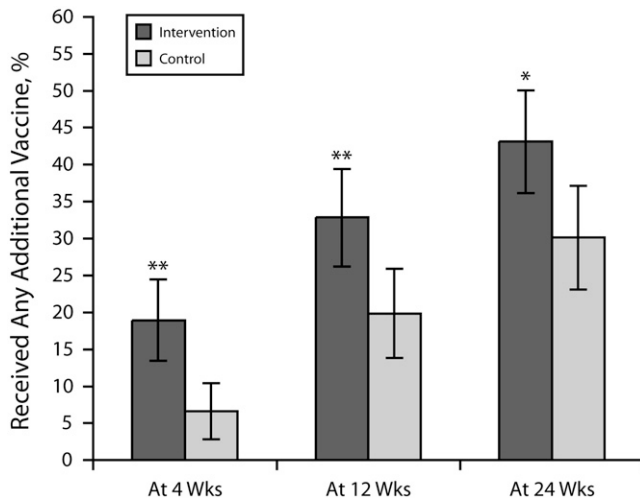 Received Any Additional Vaccine, %
60
55
50
45
40
35
30
25
20
15
10
5
0
Intervention
Control
**
**
*
At 4 Wks
At 12 Wks
At 24 Wks